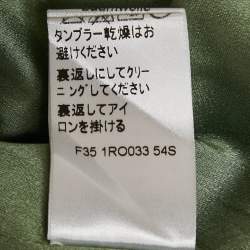 タンブラー乾燥はお
避けください
裏返しにしてクリー
ニングしてください
裏返してアイ
ロンを掛ける
F35 1RO033 54S